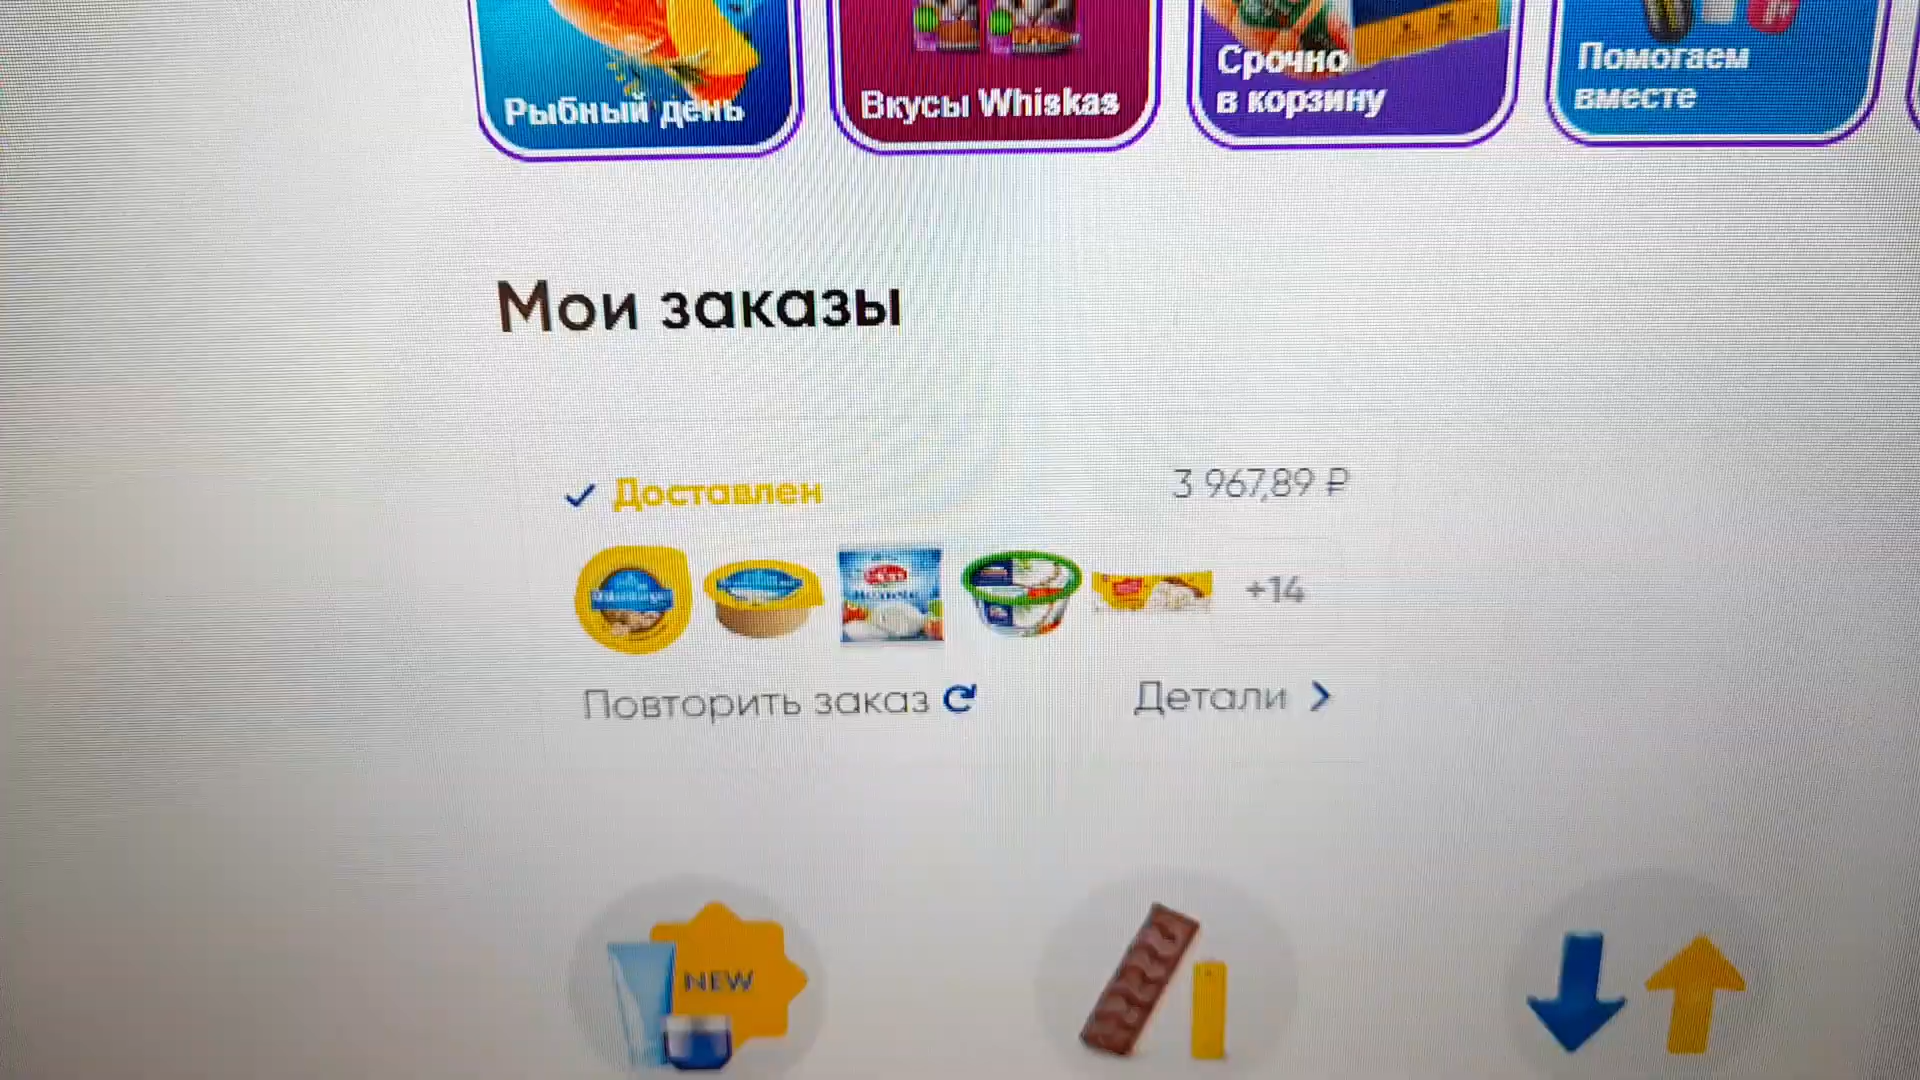 Рыбный день
Вкусы Whiskas
Срочно
в корзину
Помогаем
вместе
Мои заказы
Доставлен
3 967,89 ₽
+14
Повторить заказ
Детали
NEW